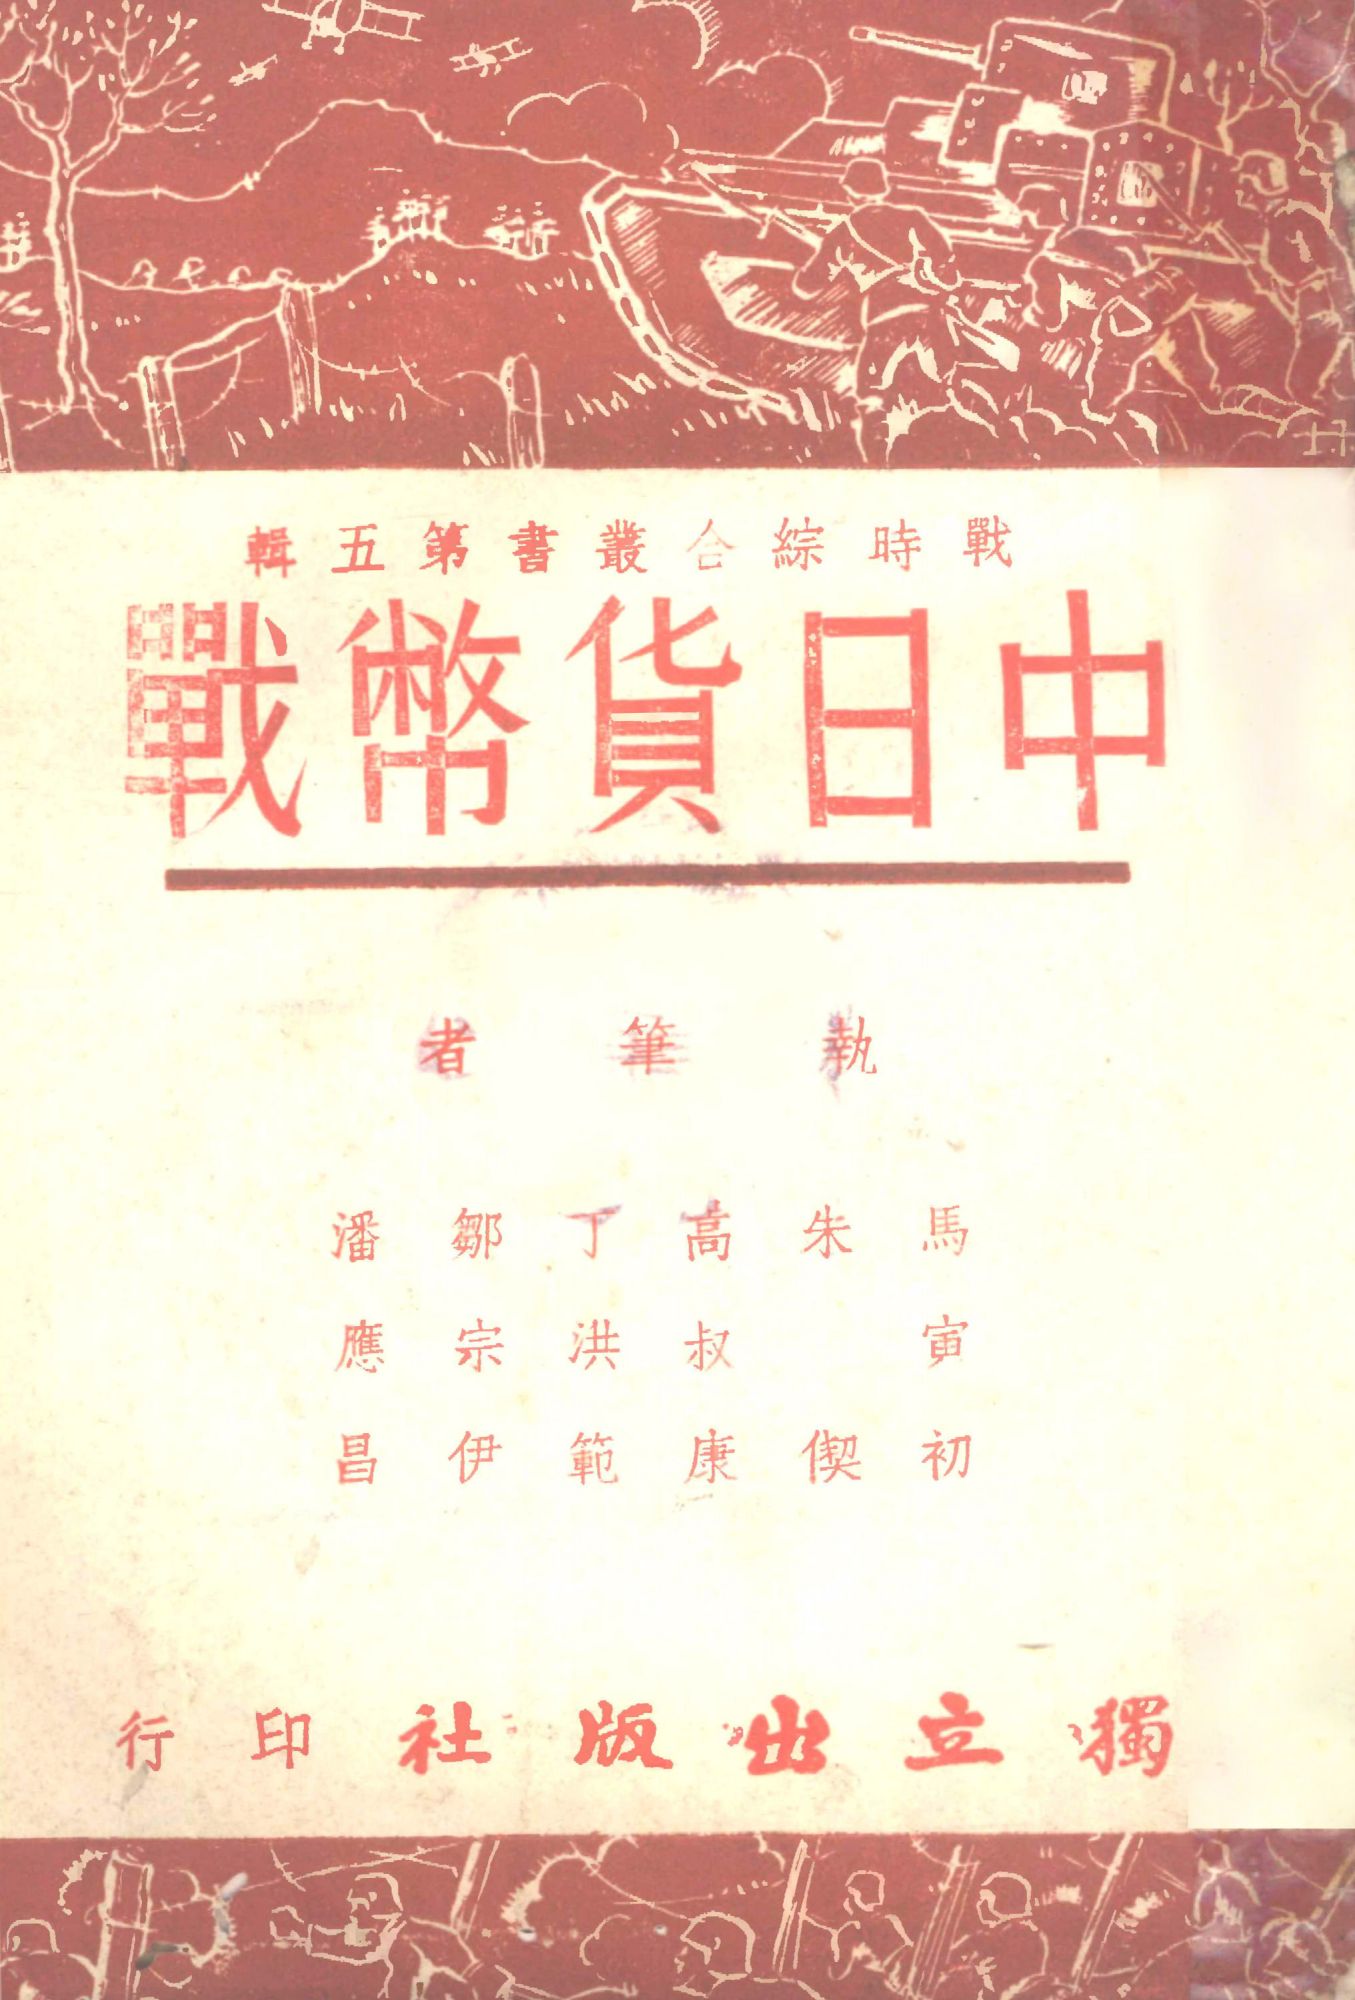 戰時綜合叢書第五輯
中日貨幣戰
執筆者
馬寅初
朱偰
高叔康
丁洪範
鄒宗伊
潘應昌
獨立出版社印行